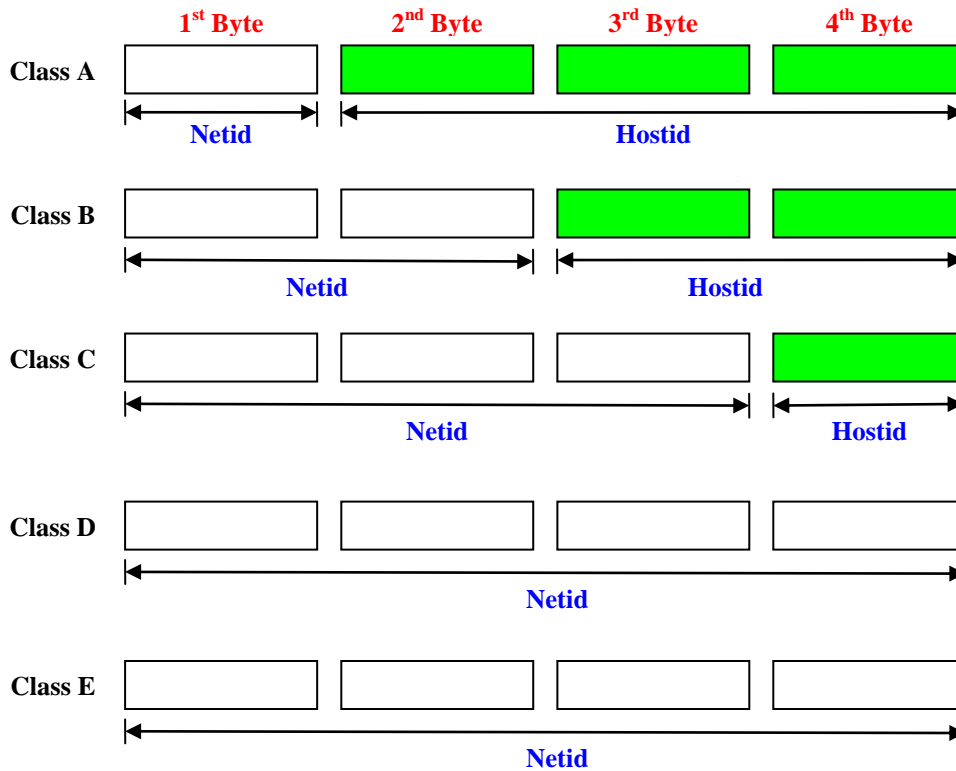 1st Byte 2nd Byte 3rd Byte 4th Byte
Class A
Netid Hostid
Class B
Netid Hostid
Class C
Netid Hostid
Class D
Netid
Class E
Netid